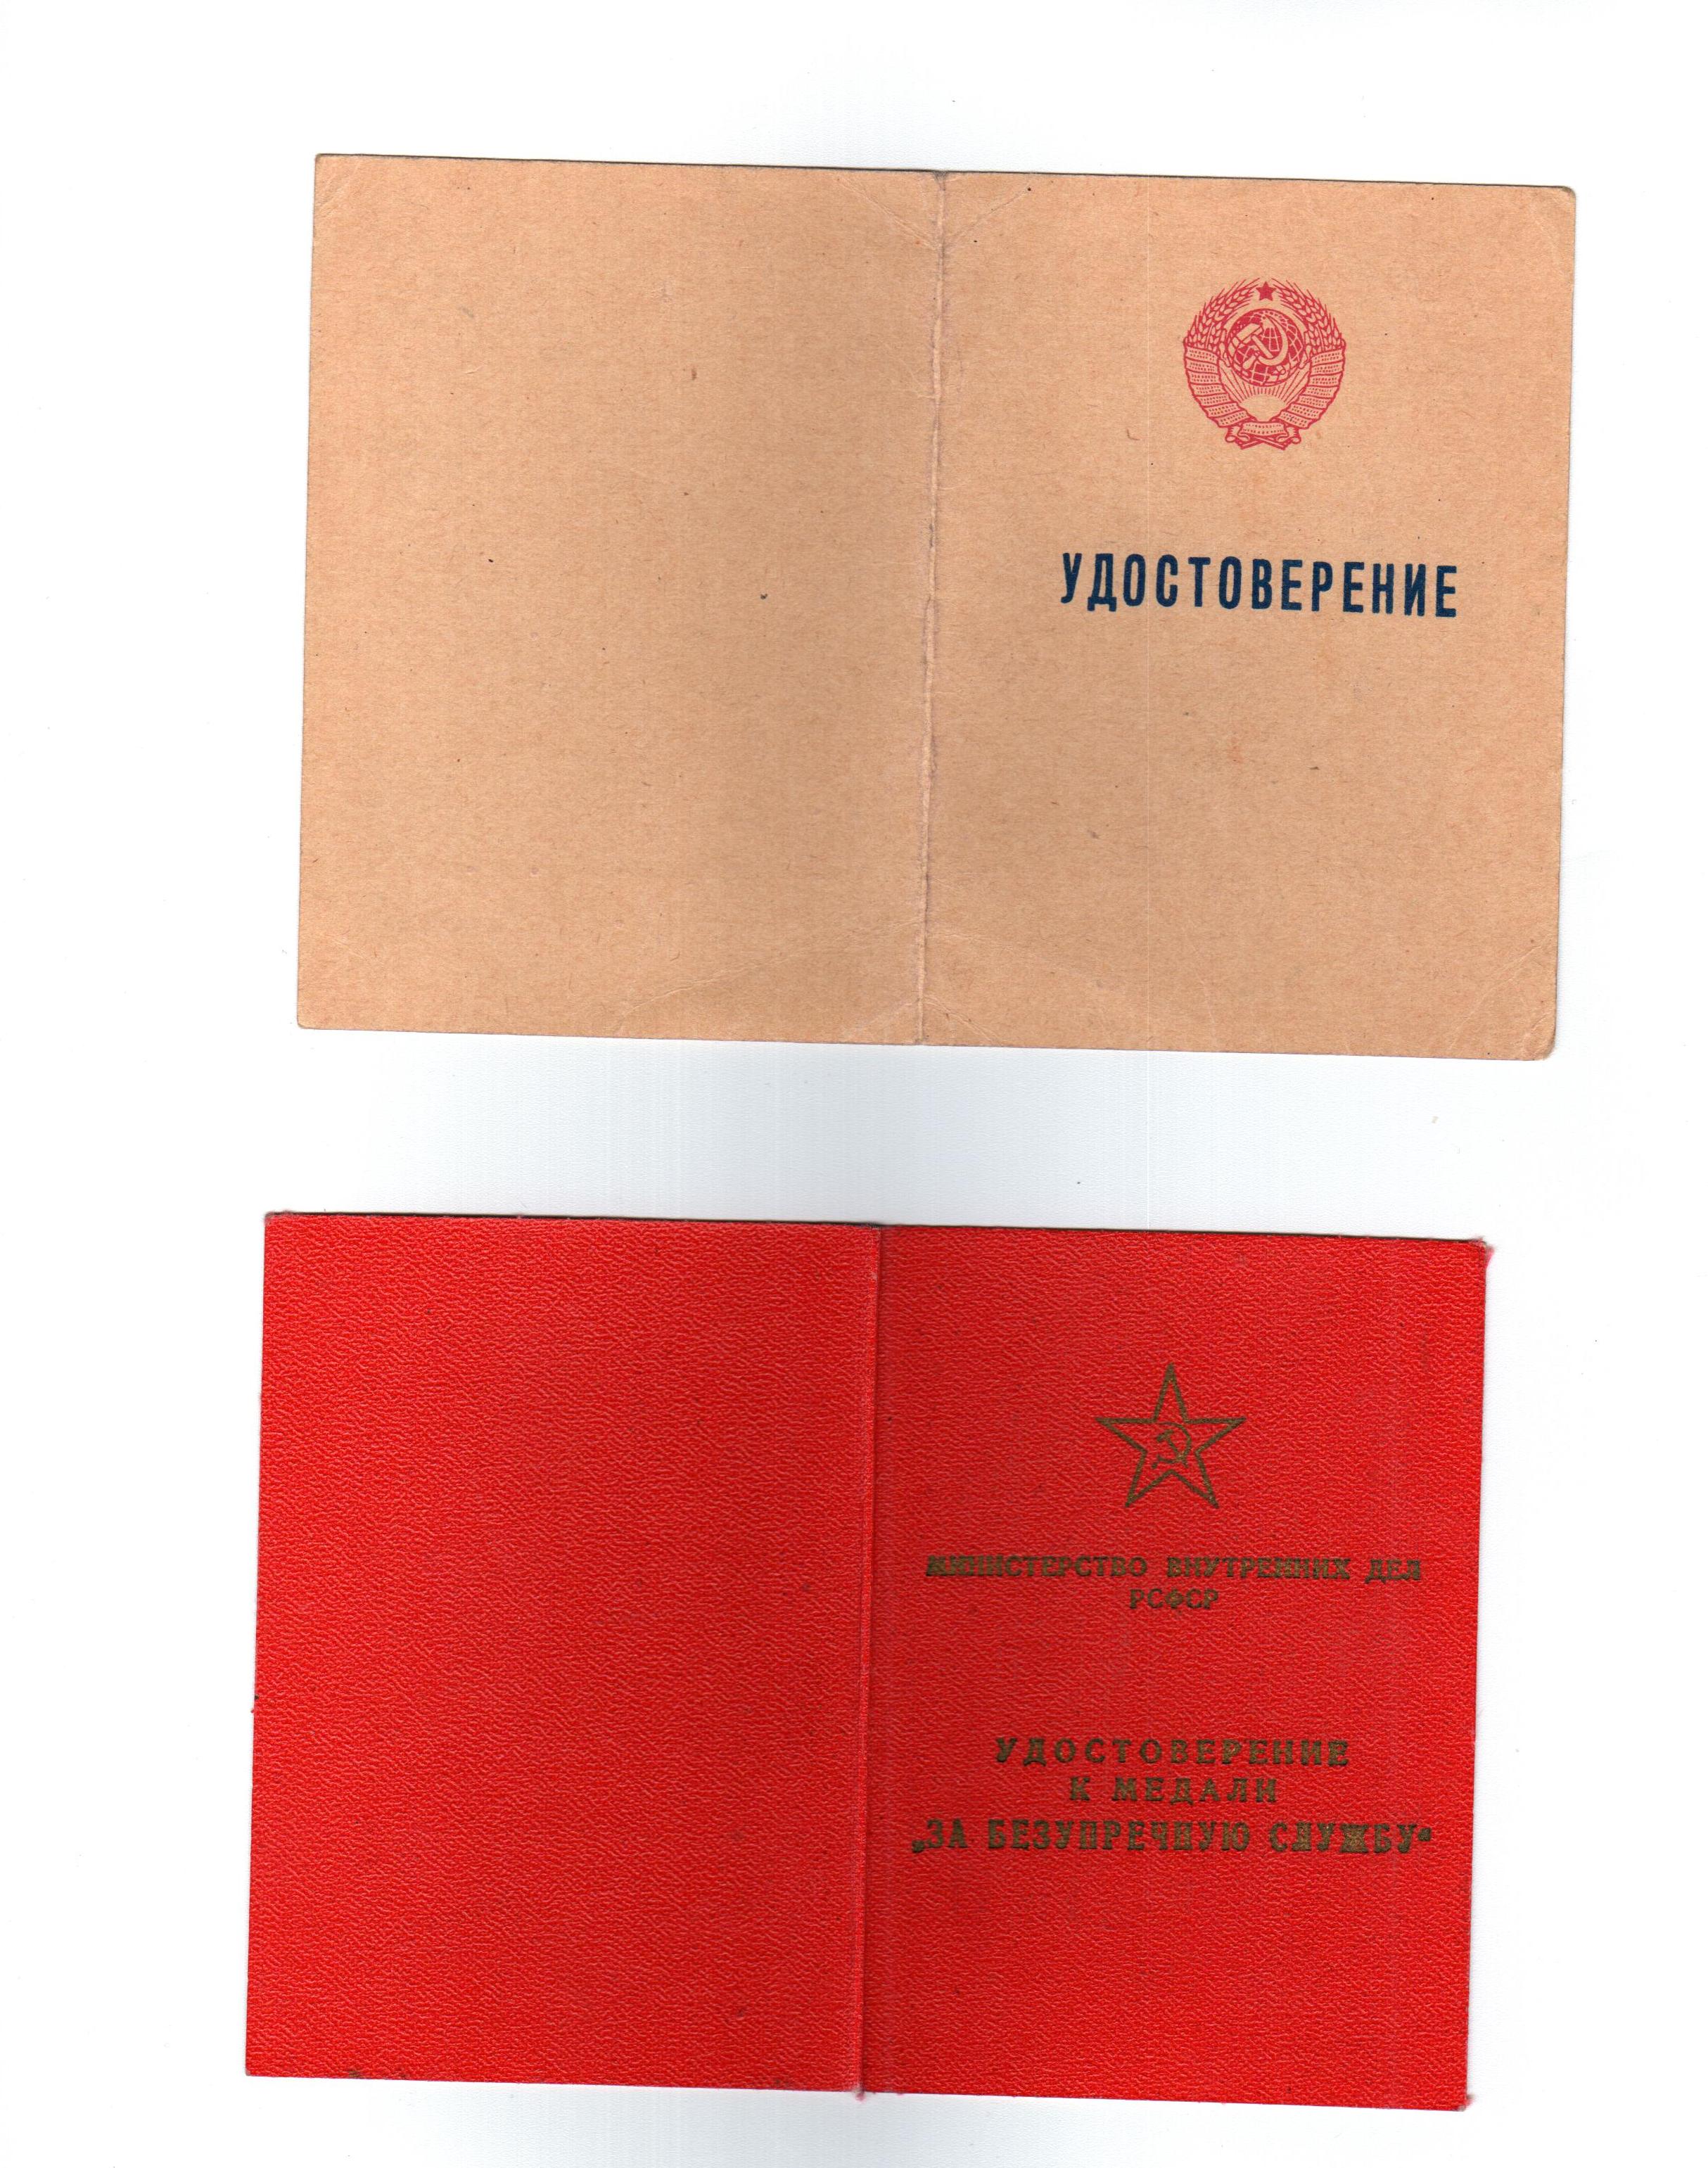 УДОСТОВЕРЕНИЕ
МИНИСТЕРСТВО ВНУТРЕННИХ ДЕЛ
РСФСР
УДОСТОВЕРЕНИЕ
К МЕДАЛИ
„ЗА БЕЗУПРЕЧНУЮ СЛУЖБУ“